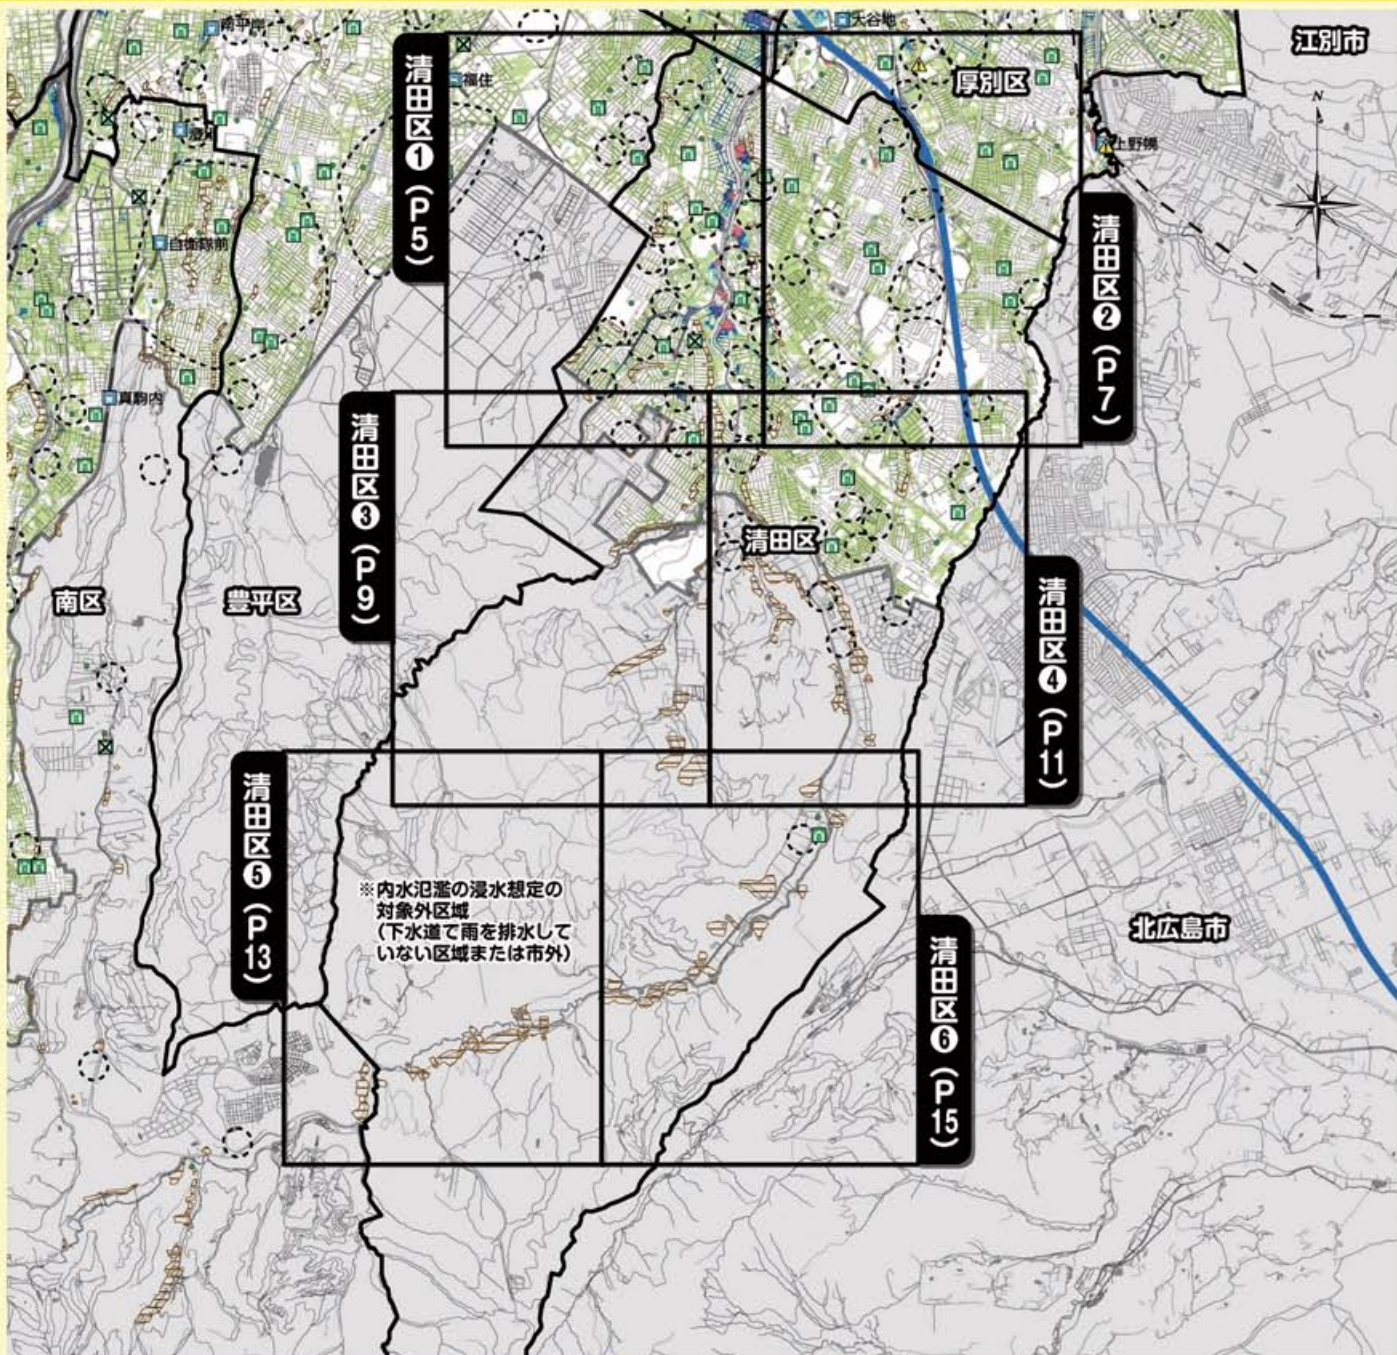 南平岸
大谷地
江別市
福住
厚別区
清田区❶（P5）
N
澄川
上野幌
自衛隊前
清田区❷（P7）
真駒内
清田区❸（P9）
清田区
南区
豊平区
清田区❹（P11）
清田区❺（P13）
※内水氾濫の浸水想定の
対象外区域
（下水道で雨を排水して
いない区域または市外）
北広島市
清田区❻（P15）